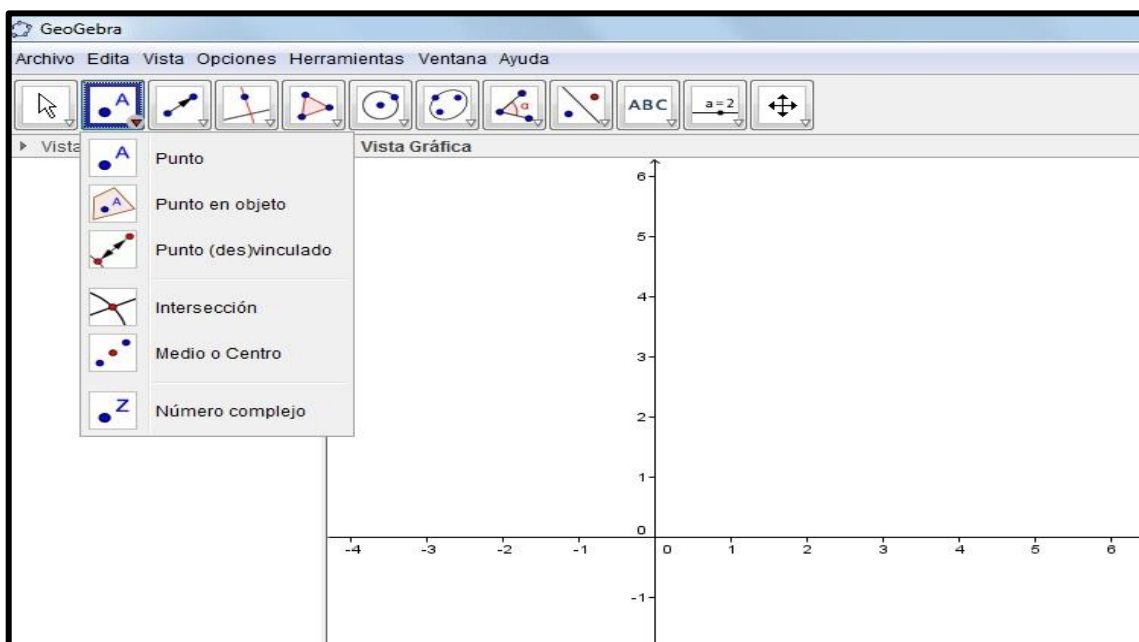 GeoGebra
Archivo Edita Vista Opciones Herramientas Ventana Ayuda
A
α
ABC
a=2
Vista
Vista Gráfica
A Punto
A Punto en objeto
Punto (des)vinculado
Intersección
Medio o Centro
Z Número complejo
6
5
4
3
2
1
0
-4 -3 -2 -1 0 1 2 3 4 5 6
-1